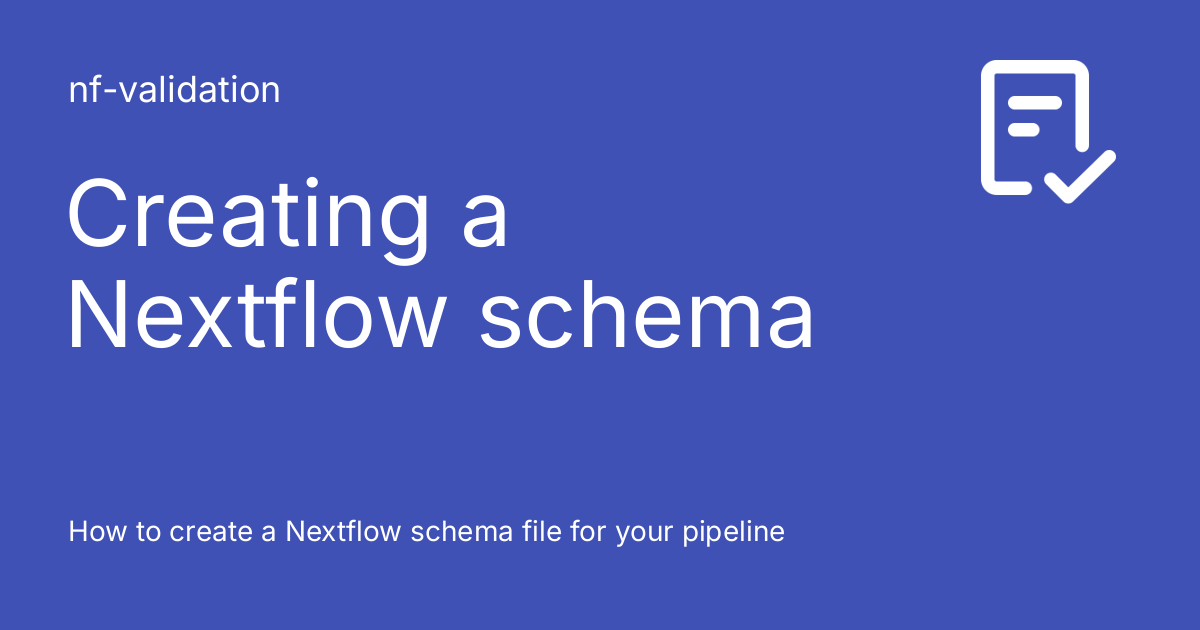 nf-validation
Creating a
Nextflow schema
How to create a Nextflow schema file for your pipeline